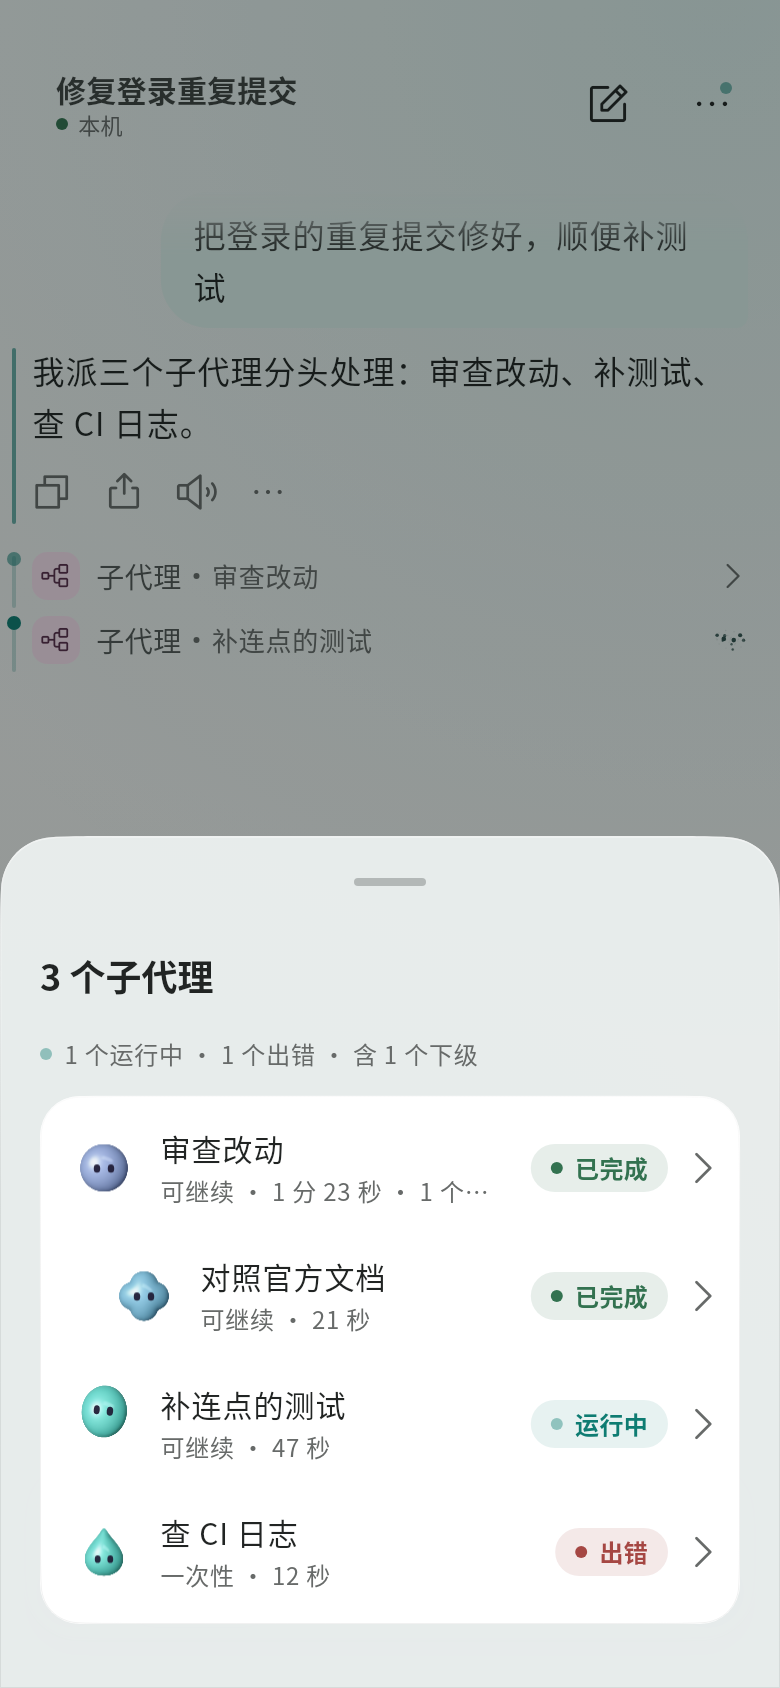 修复登录重复提交
本机
把登录的重复提交修好，顺便补测
试
我派三个子代理分头处理：审查改动、补测试、
查 CI 日志。
子代理・审查改动
子代理・补连点的测试
3 个子代理
1 个运行中 · 1 个出错 · 含 1 个下级
审查改动
可继续 · 1 分 23 秒 · 1 个…
已完成
对照官方文档
可继续 · 21 秒
已完成
补连点的测试
可继续 · 47 秒
运行中
查 CI 日志
一次性 · 12 秒
出错